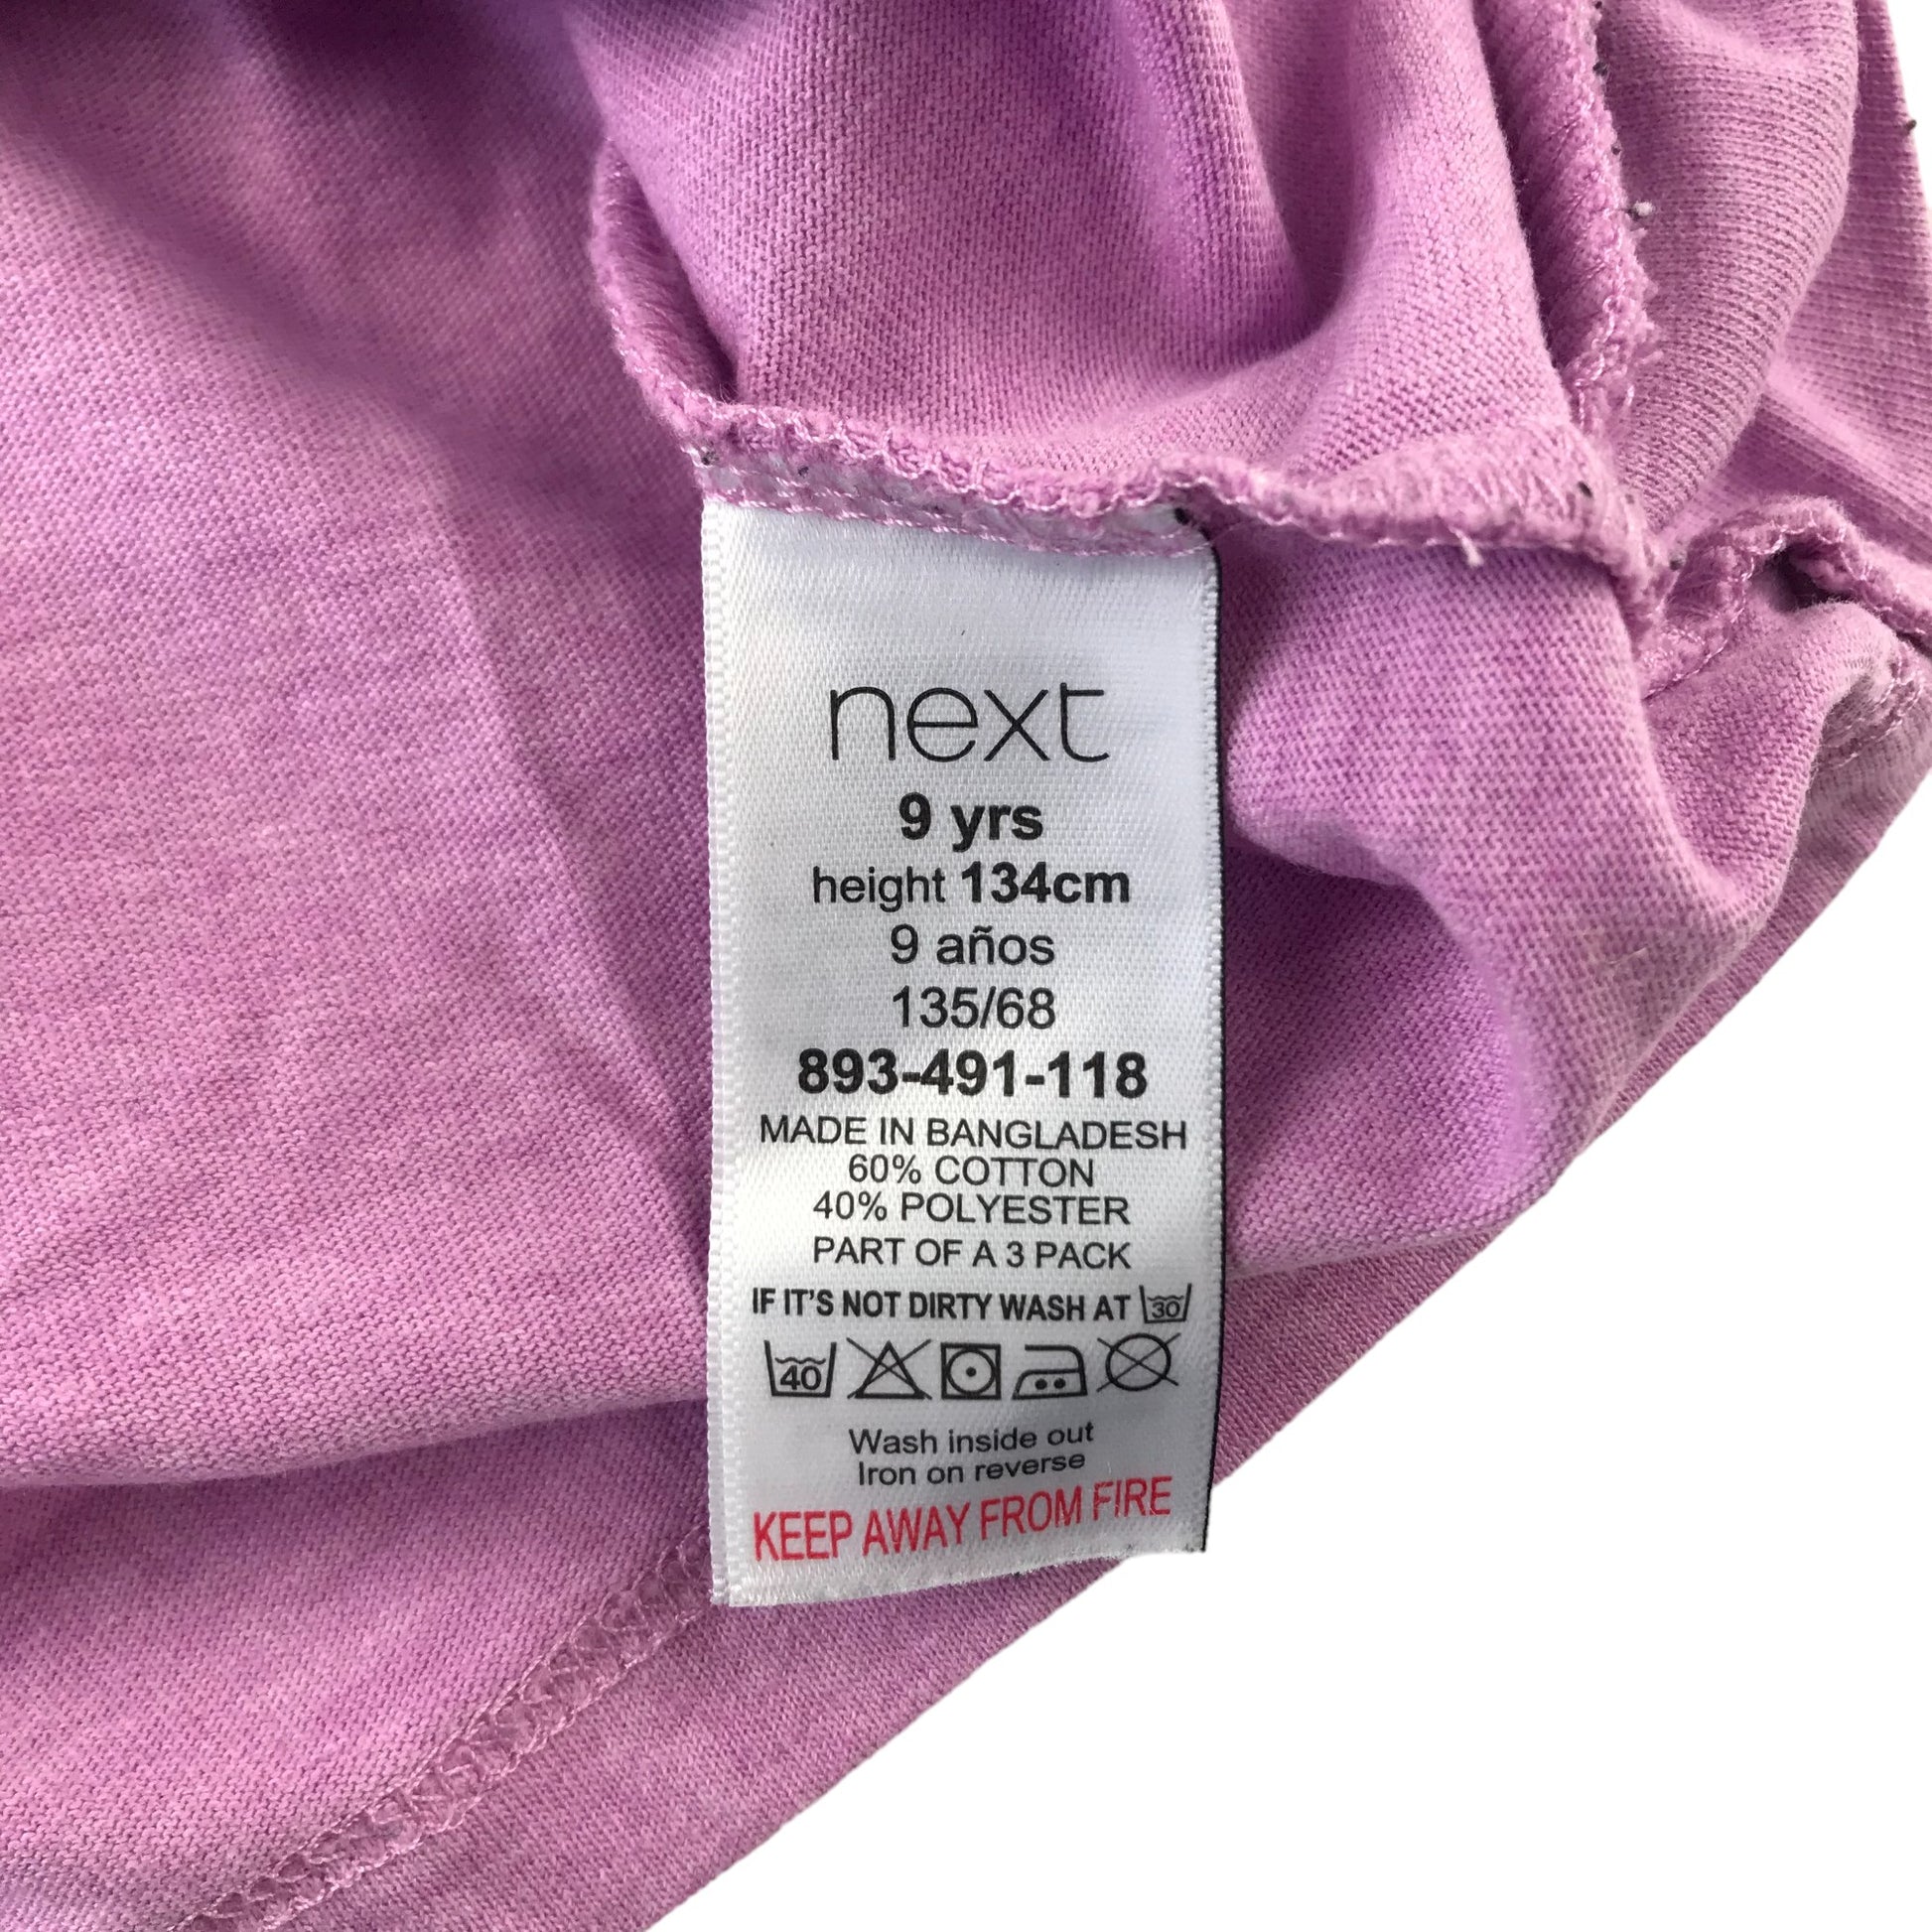 next
9 yrs
height 134cm
9 años
135/68
893-491-118
MADE IN BANGLADESH
60% COTTON
40% POLYESTER
PART OF A 3 PACK
IF IT'S NOT DIRTY WASH AT 30
40
Wash inside out
Iron on reverse
KEEP AWAY FROM FIRE